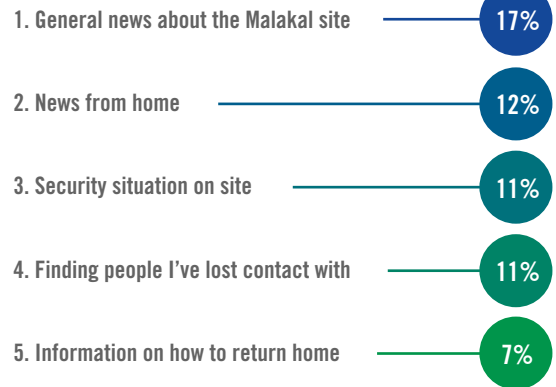 1. General news about the Malakal site 17%
2. News from home 12%
3. Security situation on site 11%
4. Finding people I've lost contact with 11%
5. Information on how to return home 7%